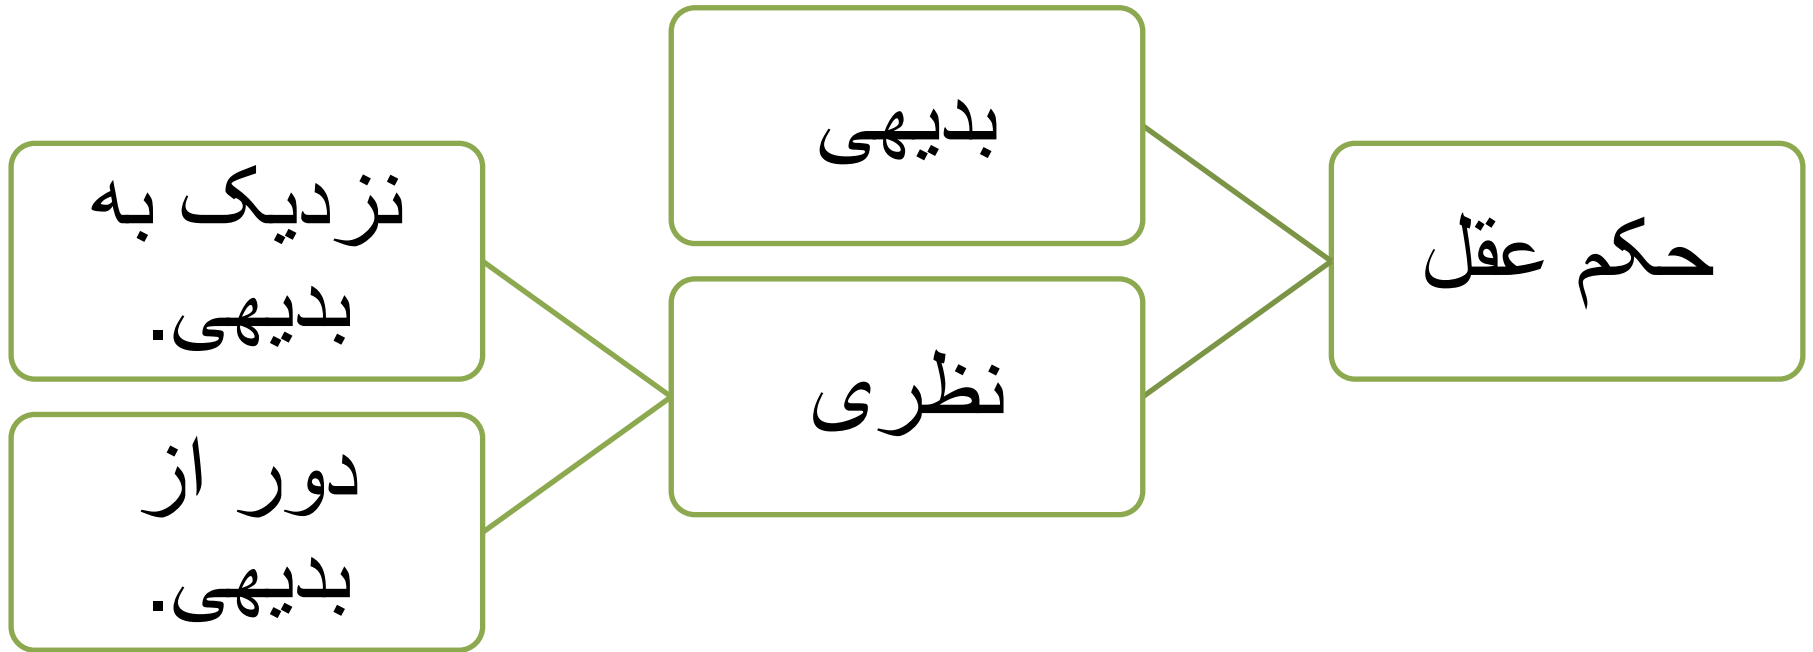 حکم عقل
بدیهی
نظری
نزدیک به
بدیهی.
دور از
بدیهی.